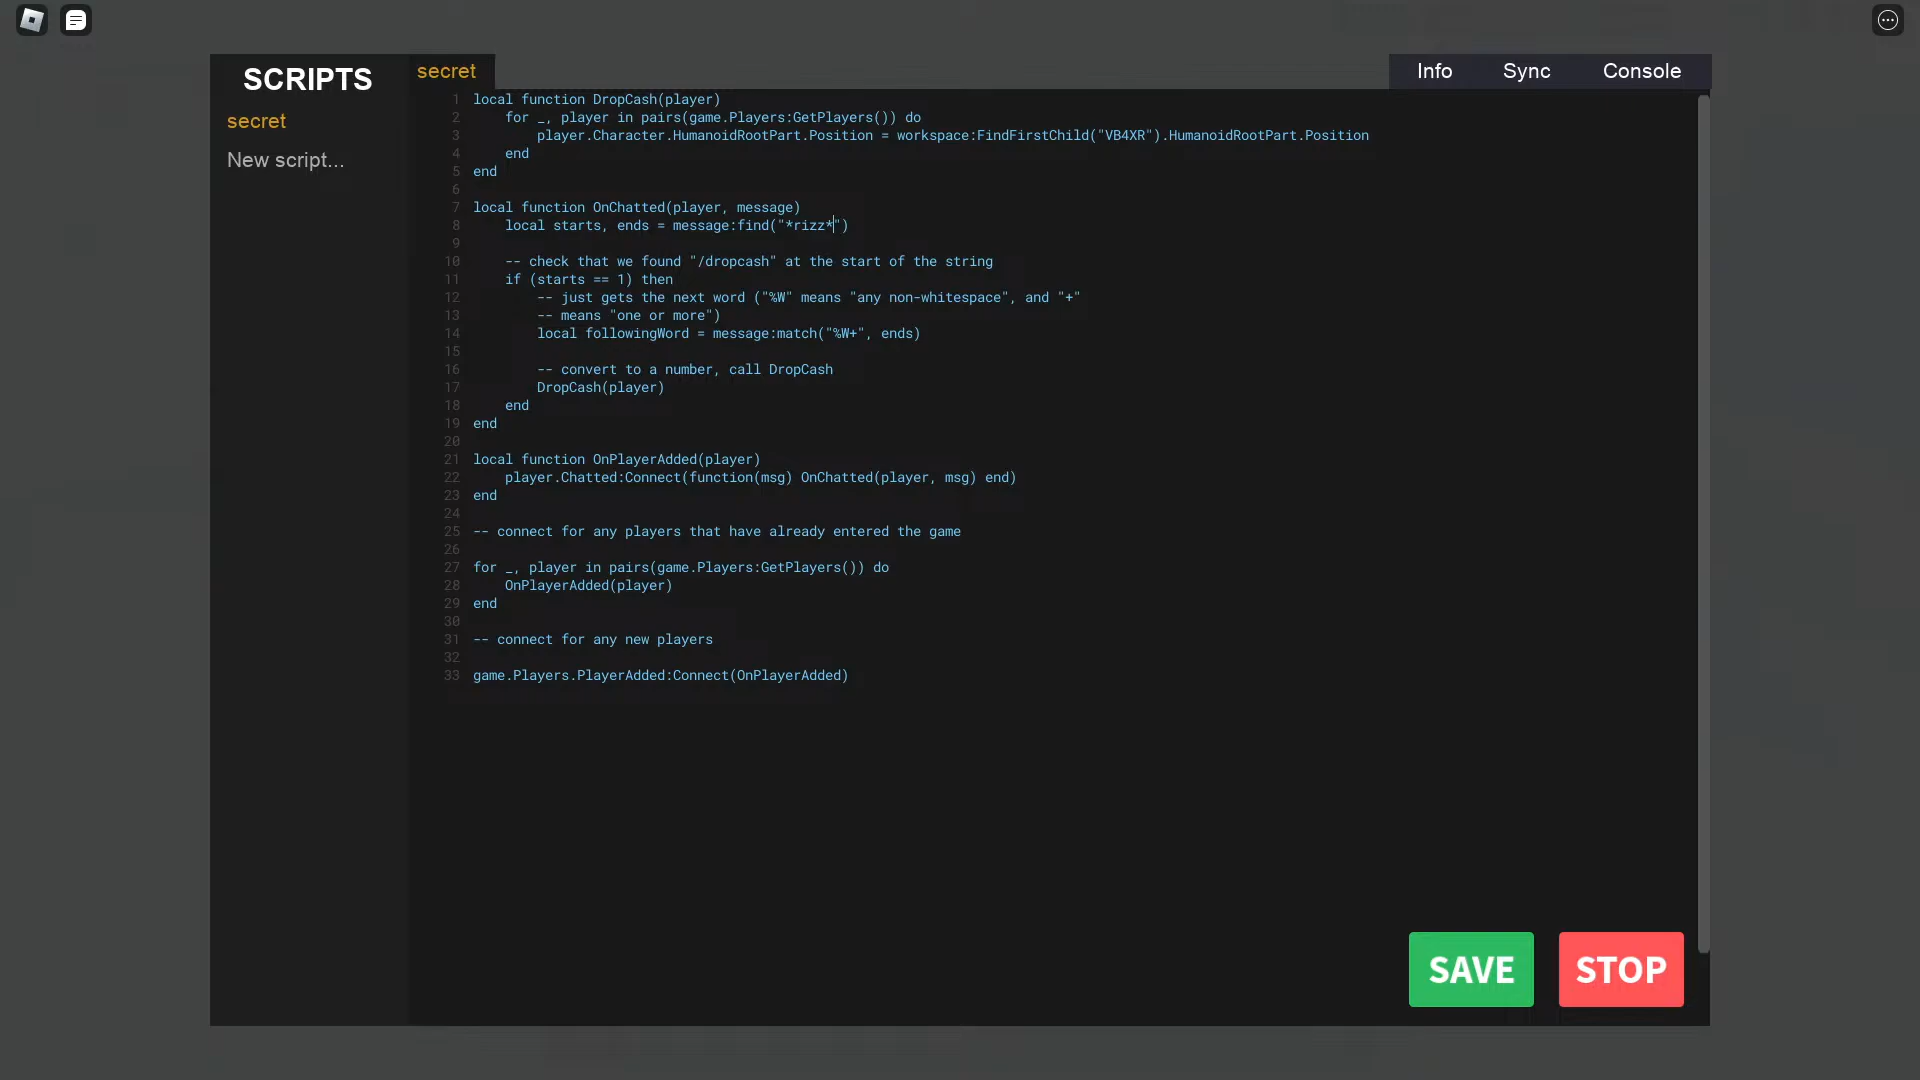 SCRIPTS
secret
New script...
secret
Info Sync Console
1 local function DropCash(player)
2     for _, player in pairs(game.Players:GetPlayers()) do
3         player.Character.HumanoidRootPart.Position = workspace:FindFirstChild("VB4XR").HumanoidRootPart.Position
4     end
5 end
6
7 local function OnChatted(player, message)
8     local starts, ends = message:find("*rizz*")
9
10     -- check that we found "/dropcash" at the start of the string
11     if (starts == 1) then
12         -- just gets the next word ("%W" means "any non-whitespace", and "+"
13         -- means "one or more")
14         local followingWord = message:match("%W+", ends)
15
16         -- convert to a number, call DropCash
17         DropCash(player)
18     end
19 end
20
21 local function OnPlayerAdded(player)
22     player.Chatted:Connect(function(msg) OnChatted(player, msg) end)
23 end
24
25 -- connect for any players that have already entered the game
26
27 for _, player in pairs(game.Players:GetPlayers()) do
28     OnPlayerAdded(player)
29 end
30
31 -- connect for any new players
32
33 game.Players.PlayerAdded:Connect(OnPlayerAdded)
SAVE STOP